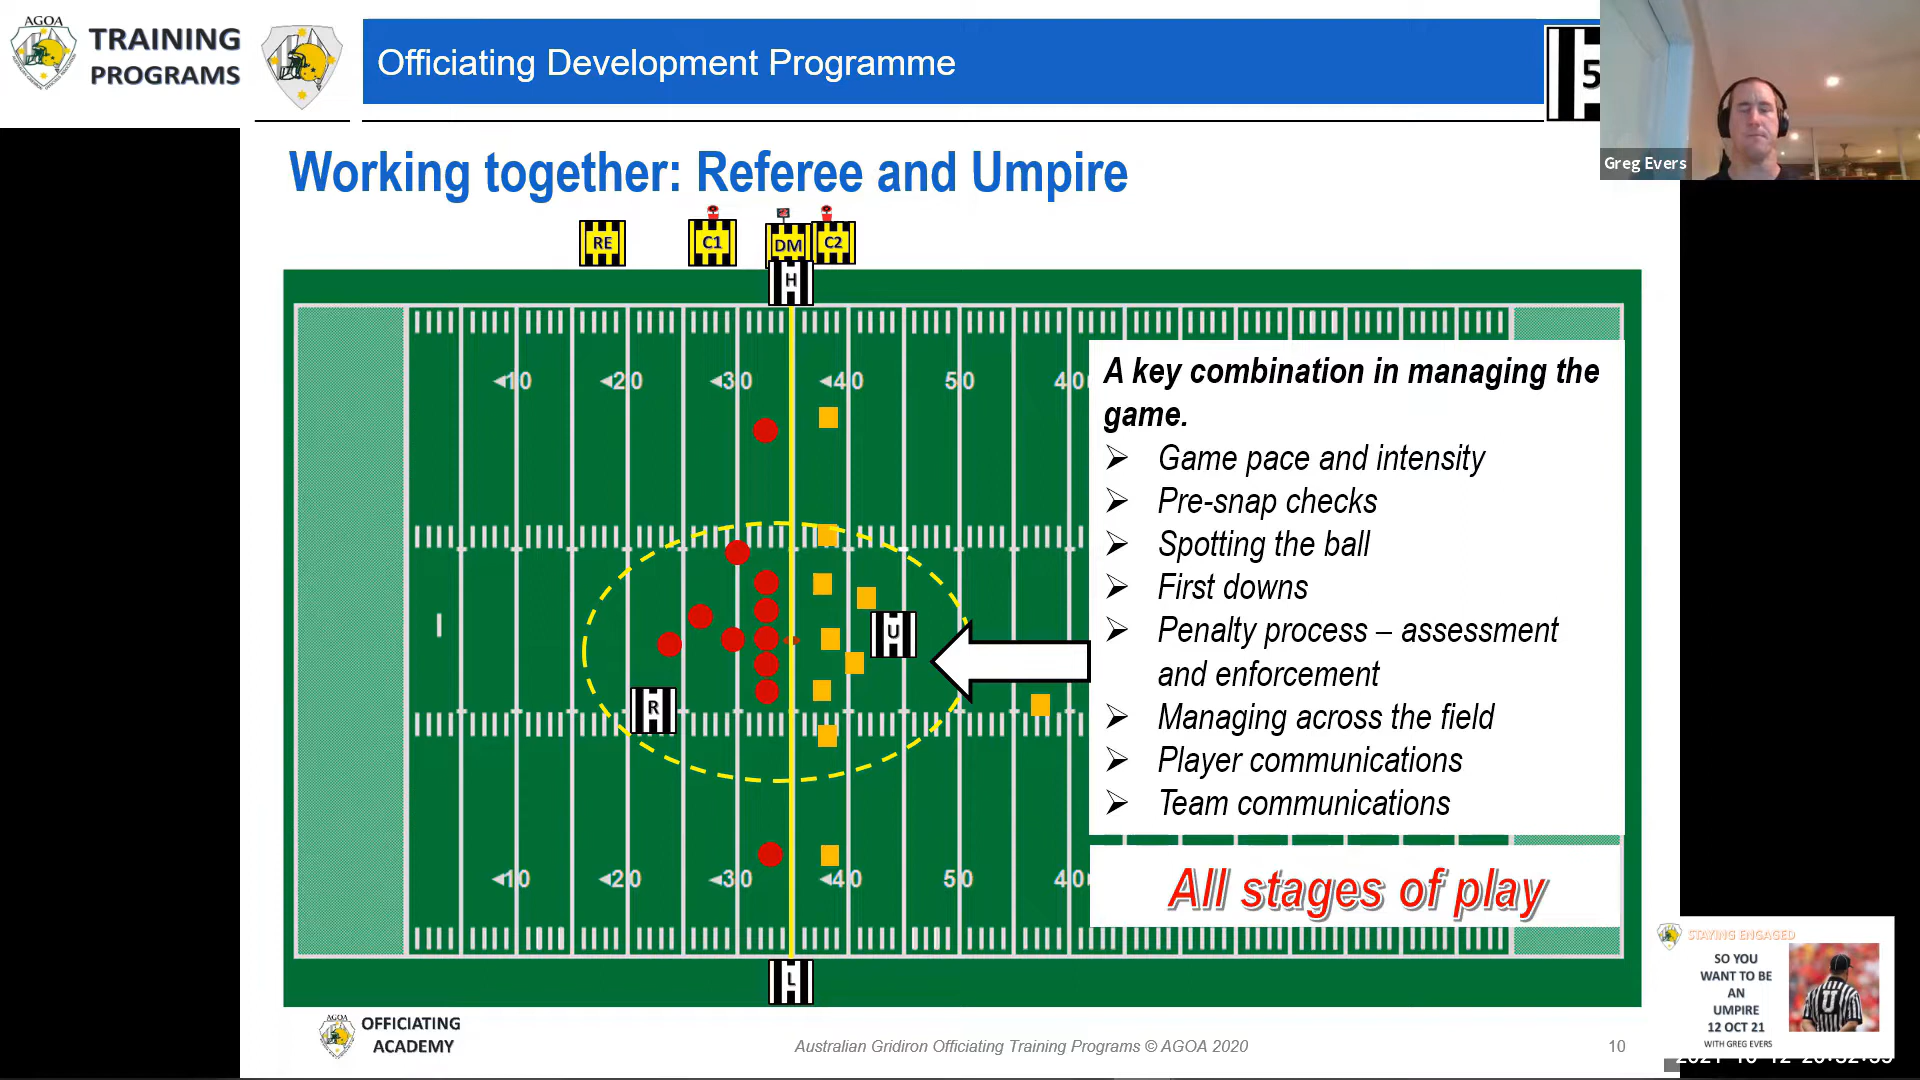 AGOA
TRAINING
PROGRAMS
Officiating Development Programme
5
Greg Evers
Working together: Referee and Umpire
RE
C1
DM
C2
H
10 20 30 40 50 40
A key combination in managing the
game.
Game pace and intensity
Pre-snap checks
Spotting the ball
First downs
Penalty process – assessment
and enforcement
Managing across the field
Player communications
Team communications
U
R
10 20 30 40 50 40
All stages of play
L
STAYING ENGAGED
SO YOU
WANT TO BE
AN
UMPIRE
12 OCT 21
WITH GREG EVERS
U
AGOA
OFFICIATING
ACADEMY
Australian Gridiron Officiating Training Programs © AGOA 2020
10